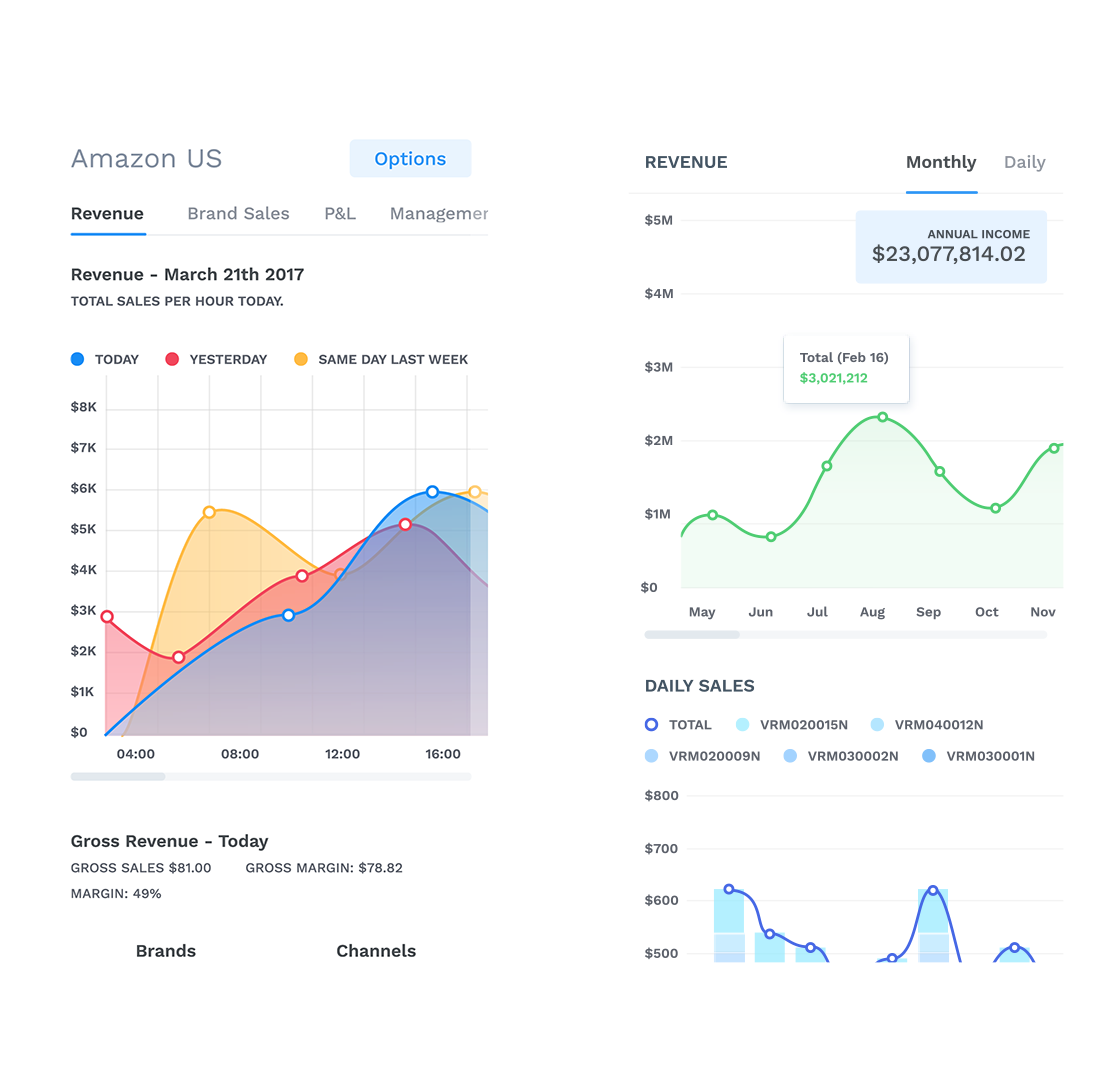 Amazon US
Options
Revenue Brand Sales P&L Managemer
Revenue - March 21th 2017
TOTAL SALES PER HOUR TODAY.
TODAY YESTERDAY SAME DAY LAST WEEK
$8K
$7K
$6K
$5K
$4K
$3K
$2K
$1K
$0
04:00 08:00 12:00 16:00
Gross Revenue - Today
GROSS SALES $81.00 GROSS MARGIN: $78.82
MARGIN: 49%
Brands Channels
REVENUE Monthly Daily
$5M
ANNUAL INCOME
$23,077,814.02
$4M
Total (Feb 16)
$3M
$3,021,212
$2M
$1M
$0
May Jun Jul Aug Sep Oct Nov
DAILY SALES
TOTAL VRM020015N VRM040012N
VRM020009N VRM030002N VRM030001N
$800
$700
$600
$500